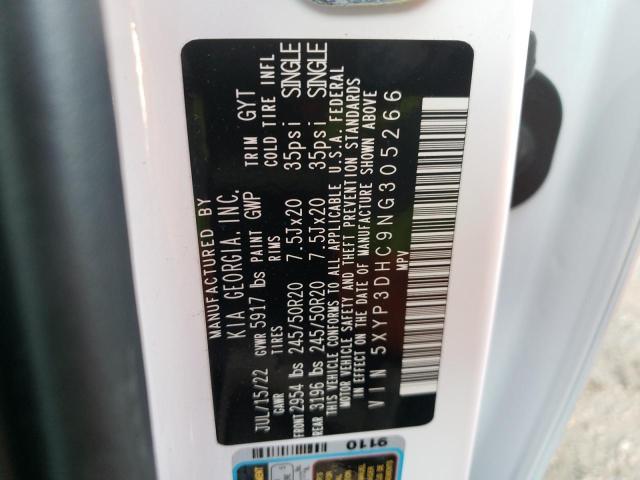 MANUFACTURED BY
KIA GEORGIA, INC.
JUL/15/22 GVWR 5917 lbs PAINT GWP TRIM GYT
GAWR TIRES RIMS COLD TIRE INFL
FRONT 2954 lbs 245/50R20 7.5Jx20 35psi SINGLE
REAR 3196 lbs 245/50R20 7.5Jx20 35psi SINGLE
THIS VEHICLE CONFORMS TO ALL APPLICABLE U.S.A. FEDERAL
MOTOR VEHICLE SAFETY AND THEFT PREVENTION STANDARDS
IN EFFECT ON THE DATE OF MANUFACTURE SHOWN ABOVE
VIN 5XYP3DHC9NG305266
MPV
9110